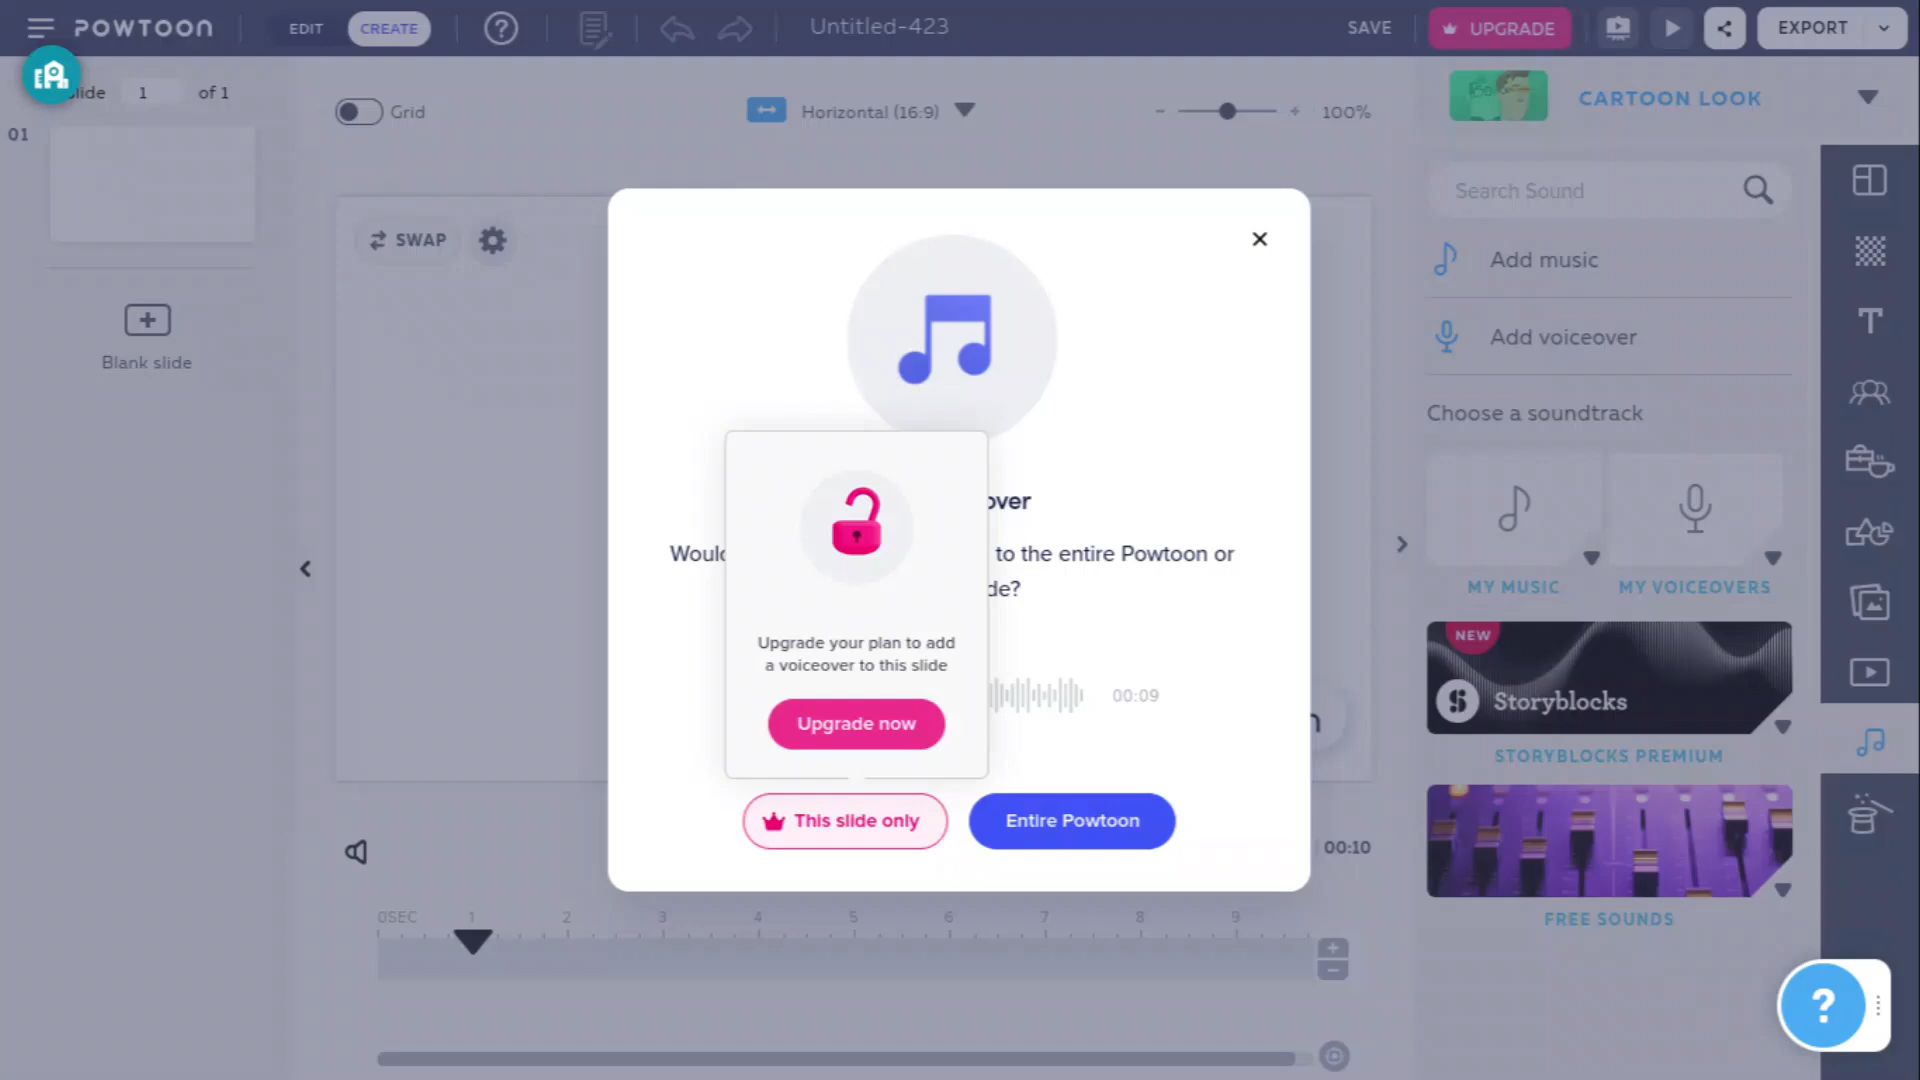 POWTOON
EDIT
CREATE
Untitled-423
SAVE
UPGRADE
EXPORT
Slide 1 of 1
01
Blank slide
Grid
Horizontal (16:9)
- + 100%
SWAP
CARTOON LOOK
Search Sound
Add music
Add voiceover
Choose a soundtrack
MY MUSIC
MY VOICEOVERS
NEW
Storyblocks
STORYBLOCKS PREMIUM
FREE SOUNDS
over
Would to the entire Powtoon or
de?
Upgrade your plan to add
a voiceover to this slide
Upgrade now
00:09
This slide only
Entire Powtoon
00:10
0SEC 1 2 3 4 5 6 7 8 9
?